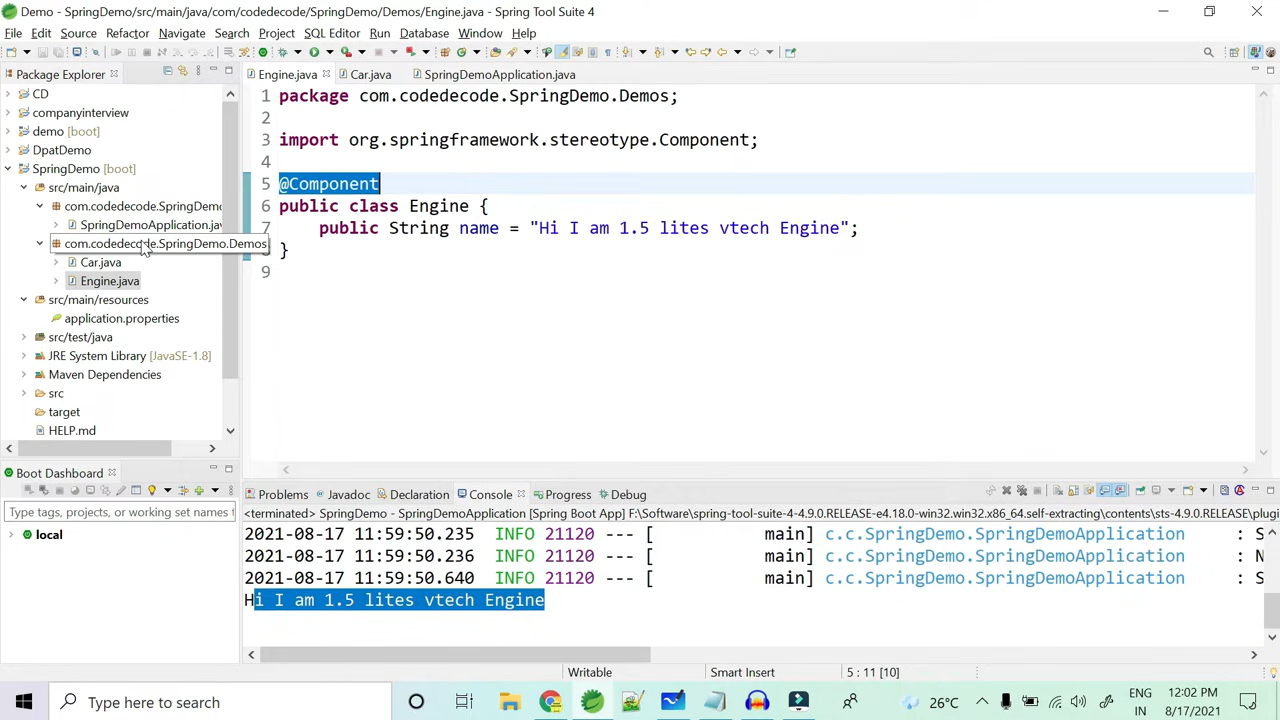 Demo - SpringDemo/src/main/java/com/codedecode/SpringDemo/Demos/Engine.java - Spring Tool Suite 4
File Edit Source Refactor Navigate Search Project SQL Editor Run Database Window Help
Package Explorer
Engine.java Car.java SpringDemoApplication.java
CD
companyinterview
demo [boot]
DpatDemo
SpringDemo [boot]
src/main/java
com.codedecode.SpringDemo
SpringDemoApplication.jav
com.codedecode.SpringDemo.Demos
Car.java
Engine.java
src/main/resources
application.properties
src/test/java
JRE System Library [JavaSE-1.8]
Maven Dependencies
src
target
HELP.md
1 package com.codedecode.SpringDemo.Demos;
2
3 import org.springframework.stereotype.Component;
4
5 @Component
6 public class Engine {
7 public String name = "Hi I am 1.5 lites vtech Engine";
8 }
9
Boot Dashboard
Type tags, projects, or working set names t
local
Problems Javadoc Declaration Console Progress Debug
<terminated> SpringDemo - SpringDemoApplication [Spring Boot App] F:\Software\spring-tool-suite-4-4.9.0.RELEASE-e4.18.0-win32.win32.x86_64.self-extracting\contents\sts-4.9.0.RELEASE\plugi
2021-08-17 11:59:50.235 INFO 21120 --- [ main] c.c.SpringDemo.SpringDemoApplication : S
2021-08-17 11:59:50.236 INFO 21120 --- [ main] c.c.SpringDemo.SpringDemoApplication : N
2021-08-17 11:59:50.640 INFO 21120 --- [ main] c.c.SpringDemo.SpringDemoApplication : S
Hi I am 1.5 lites vtech Engine
Writable Smart Insert 5 : 11 [10]
Type here to search
26°C
ENG
IN
12:02 PM
8/17/2021